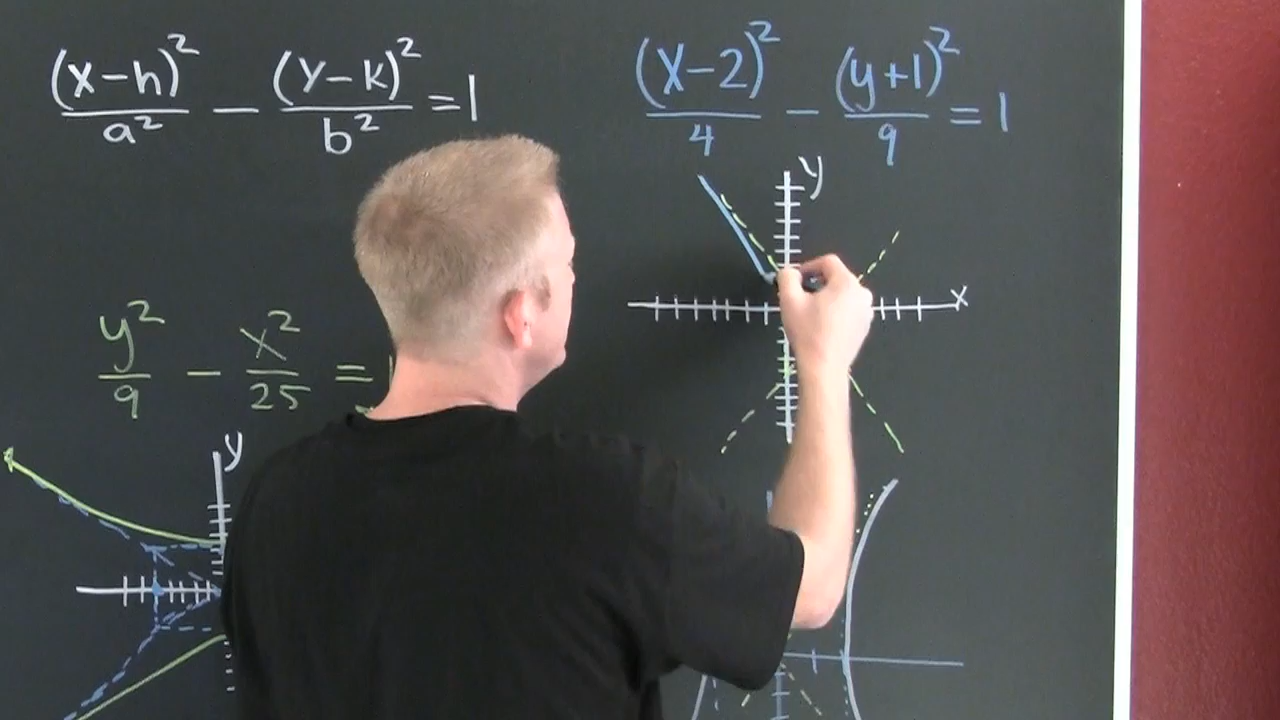 (x-h)²/a² - (y-k)²/b² = 1
(x-2)²/4 - (y+1)²/9 = 1
y
x
y²/9 - x²/25 =
y